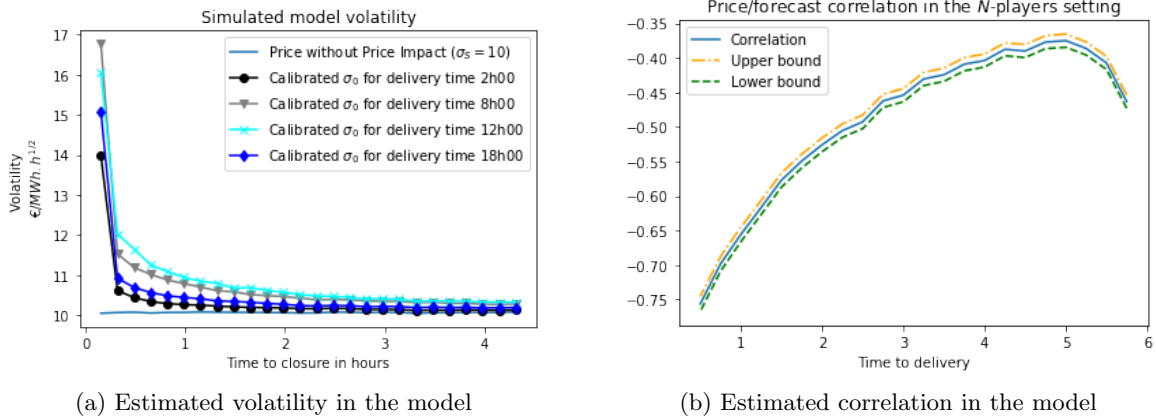 Simulated model volatility
17
16
15
14
13
12
11
10
Volatility
€/MWh.h^{1/2}
Price without Price Impact (σ_S = 10)
Calibrated σ_0 for delivery time 2h00
Calibrated σ_0 for delivery time 8h00
Calibrated σ_0 for delivery time 12h00
Calibrated σ_0 for delivery time 18h00
0 1 2 3 4
Time to closure in hours
(a) Estimated volatility in the model
Price/forecast correlation in the N-players setting
−0.35
−0.40
−0.45
−0.50
−0.55
−0.60
−0.65
−0.70
−0.75
Correlation
Upper bound
Lower bound
1 2 3 4 5 6
Time to delivery
(b) Estimated correlation in the model